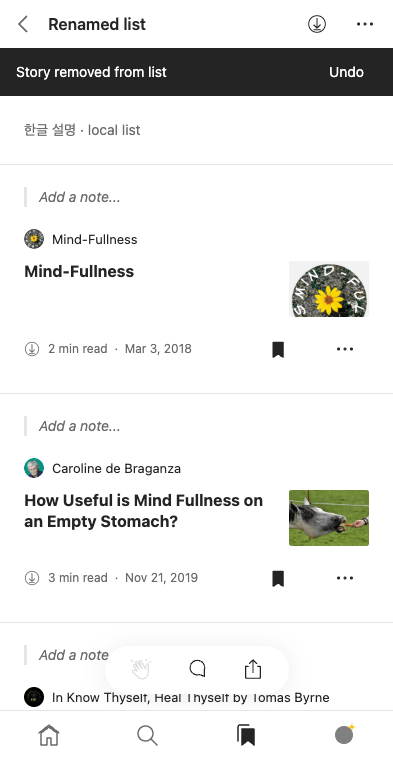 Renamed list
Story removed from list
Undo
한글 설명 · local list
Add a note...
Mind-Fullness
Mind-Fullness
2 min read · Mar 3, 2018
Add a note...
Caroline de Braganza
How Useful is Mind Fullness on
an Empty Stomach?
3 min read · Nov 21, 2019
Add a note
In Know Thyself, Heal Thyself by Tomas Byrne